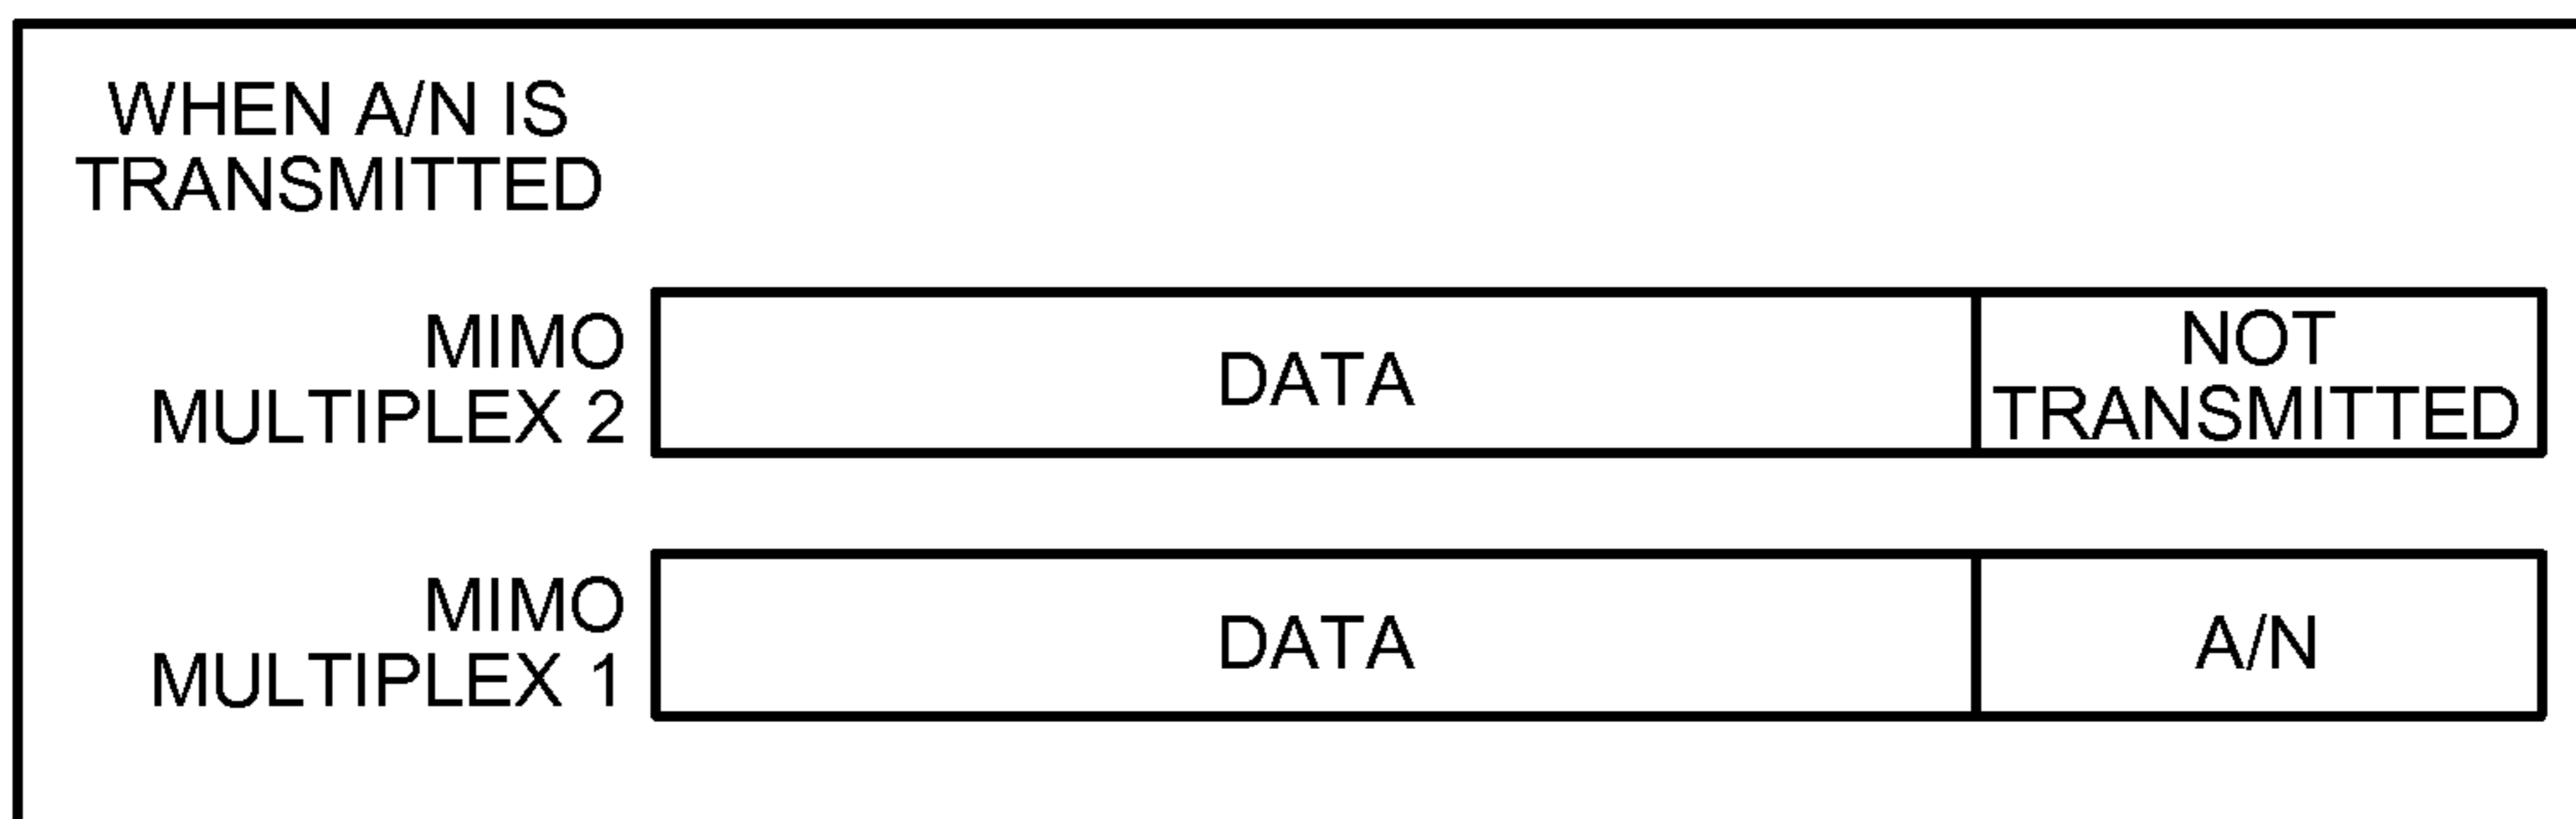 WHEN A/N IS
TRANSMITTED
MIMO
MULTIPLEX 2
DATA
NOT
TRANSMITTED
MIMO
MULTIPLEX 1
DATA
A/N